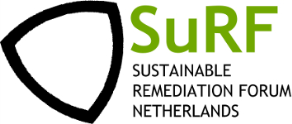 SuRF
SUSTAINABLE
REMEDIATION FORUM
NETHERLANDS